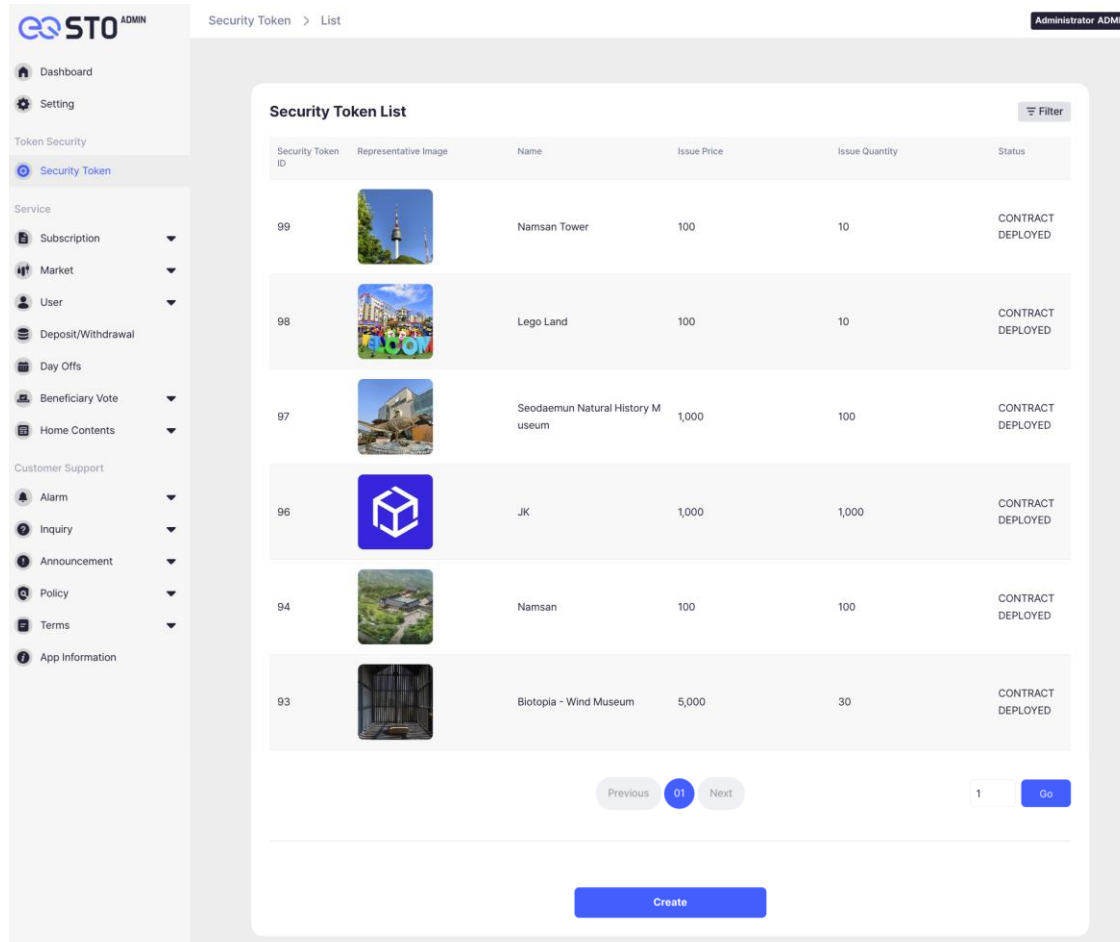 eQ STO ADMIN
Security Token > List
Administrator ADMI
Dashboard
Setting
Token Security
Security Token
Service
Subscription
Market
User
Deposit/Withdrawal
Day Offs
Beneficiary Vote
Home Contents
Customer Support
Alarm
Inquiry
Announcement
Policy
Terms
App Information
Security Token List
Filter
Security Token
ID
Representative Image
Name
Issue Price
Issue Quantity
Status
99
Namsan Tower
100
10
CONTRACT
DEPLOYED
98
Lego Land
100
10
CONTRACT
DEPLOYED
97
Seodaemun Natural History M
useum
1,000
100
CONTRACT
DEPLOYED
96
JK
1,000
1,000
CONTRACT
DEPLOYED
94
Namsan
100
100
CONTRACT
DEPLOYED
93
Biotopia - Wind Museum
5,000
30
CONTRACT
DEPLOYED
Previous
01
Next
1
Go
Create